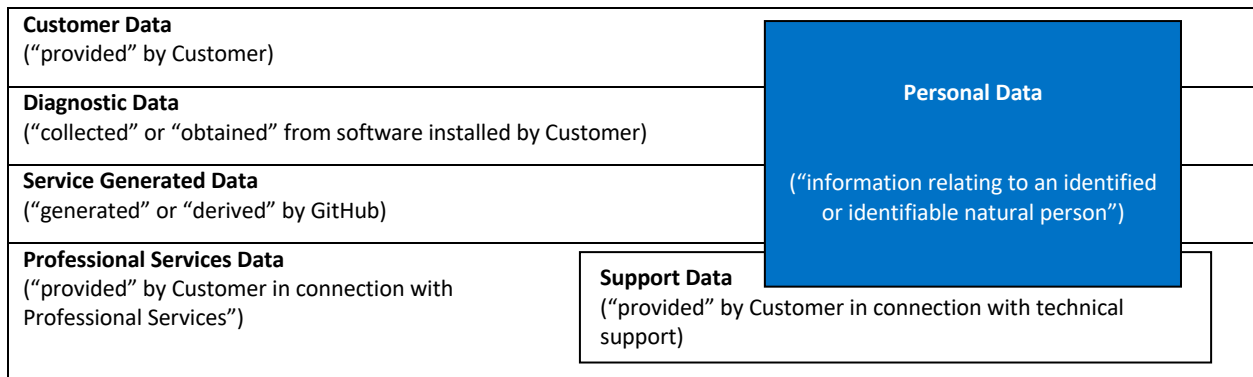 Customer Data
(“provided” by Customer)
Diagnostic Data
(“collected” or “obtained” from software installed by Customer)
Service Generated Data
(“generated” or “derived” by GitHub)
Professional Services Data
(“provided” by Customer in connection with
Professional Services”)
Personal Data
(“information relating to an identified
or identifiable natural person”)
Support Data
(“provided” by Customer in connection with technical
support)